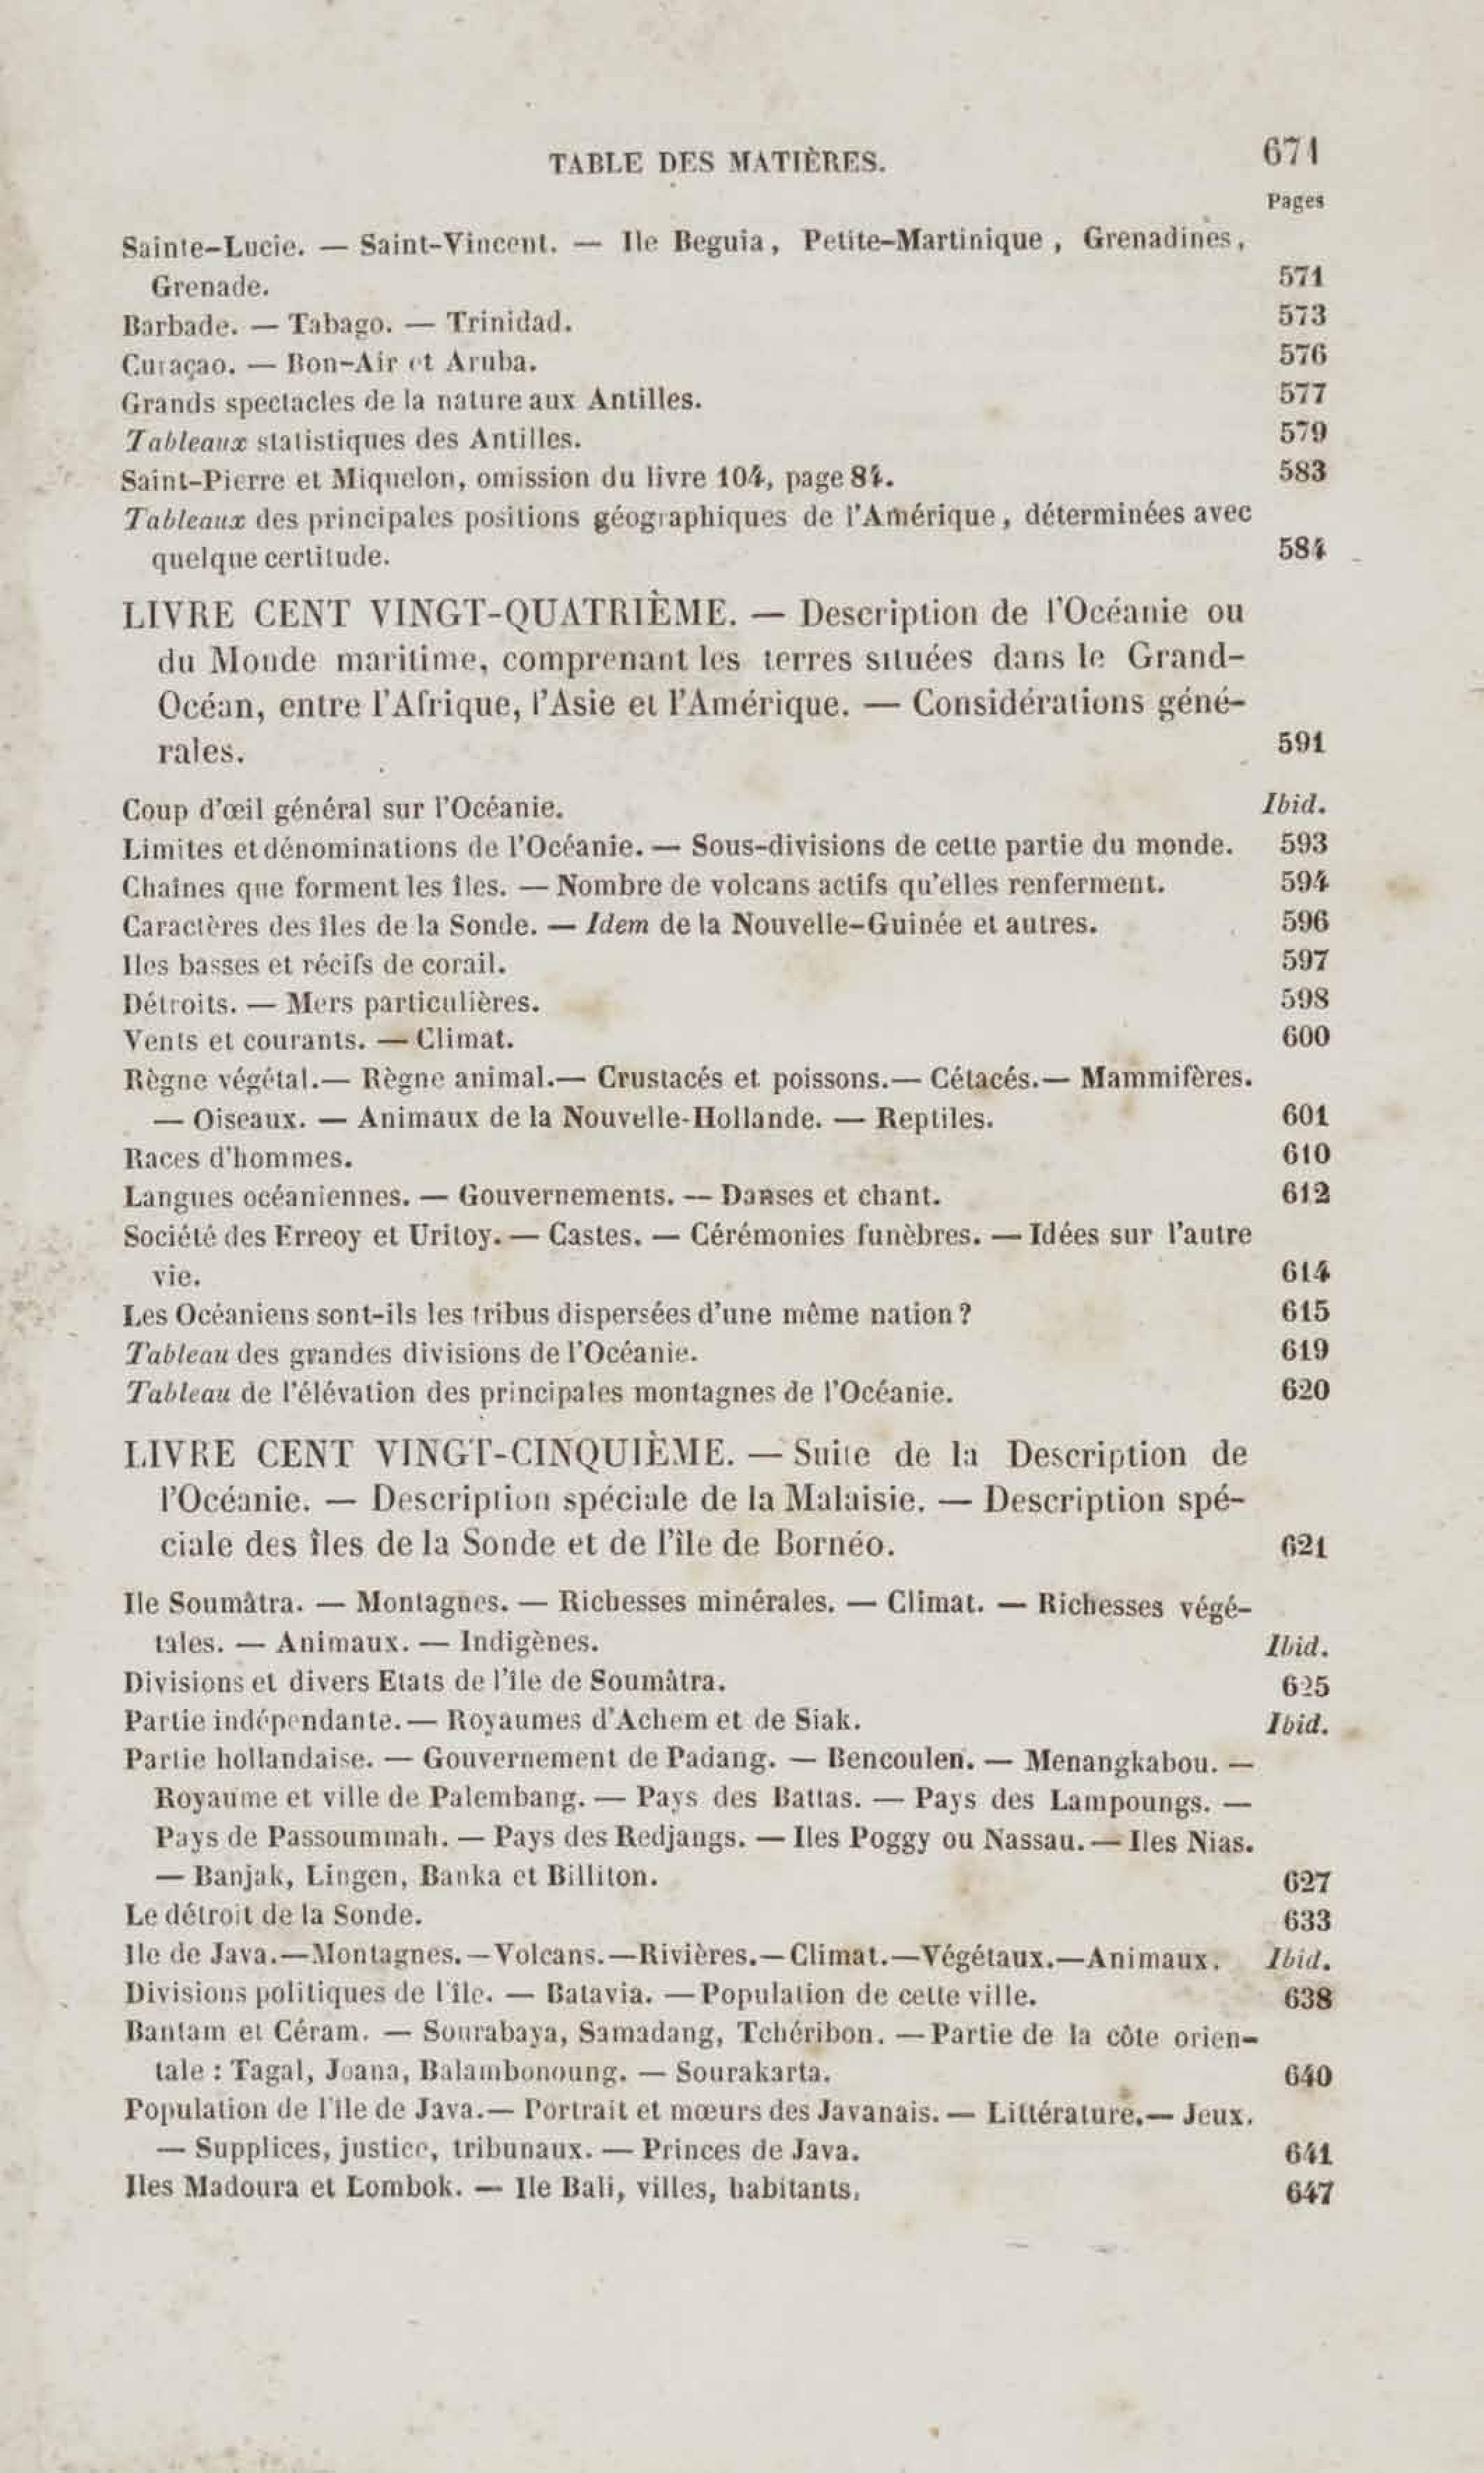 TABLE DES MATIÈRES. 671
Pages
Sainte-Lucie. — Saint-Vincent. — Ile Beguia, Petite-Martinique, Grenadines,
Grenade. 571
Barbade. — Tabago. — Trinidad. 573
Curaçao. — Bon-Air et Aruba. 576
Grands spectacles de la nature aux Antilles. 577
Tableaux statistiques des Antilles. 579
Saint-Pierre et Miquelon, omission du livre 104, page 84. 583
Tableaux des principales positions géographiques de l'Amérique, déterminées avec
quelque certitude. 584
LIVRE CENT VINGT-QUATRIÈME. — Description de l'Océanie ou
du Monde maritime, comprenant les terres situées dans le Grand-
Océan, entre l'Afrique, l'Asie et l'Amérique. — Considérations géné-
rales. 591
Coup d'œil général sur l'Océanie. Ibid.
Limites et dénominations de l'Océanie. — Sous-divisions de cette partie du monde. 593
Chaînes que forment les îles. — Nombre de volcans actifs qu'elles renferment. 594
Caractères des îles de la Sonde. — Idem de la Nouvelle-Guinée et autres. 596
Iles basses et récifs de corail. 597
Détroits. — Mers particulières. 598
Vents et courants. — Climat. 600
Règne végétal. — Règne animal. — Crustacés et poissons. — Cétacés. — Mammifères.
— Oiseaux. — Animaux de la Nouvelle-Hollande. — Reptiles. 601
Races d'hommes. 610
Langues océaniennes. — Gouvernements. — Danses et chant. 612
Société des Erreoy et Uritoy. — Castes. — Cérémonies funèbres. — Idées sur l'autre
vie. 614
Les Océaniens sont-ils les tribus dispersées d'une même nation ? 615
Tableau des grandes divisions de l'Océanie. 619
Tableau de l'élévation des principales montagnes de l'Océanie. 620
LIVRE CENT VINGT-CINQUIÈME. — Suite de la Description de
l'Océanie. — Description spéciale de la Malaisie. — Description spé-
ciale des îles de la Sonde et de l'île de Bornéo. 621
Ile Soumâtra. — Montagnes. — Richesses minérales. — Climat. — Richesses végé-
tales. — Animaux. — Indigènes. Ibid.
Divisions et divers Etats de l'île de Soumâtra. 625
Partie indépendante. — Royaumes d'Achem et de Siak. Ibid.
Partie hollandaise. — Gouvernement de Padang. — Bencoulen. — Menangkabou. —
Royaume et ville de Palembang. — Pays des Battas. — Pays des Lampoungs. —
Pays de Passoummah. — Pays des Redjangs. — Iles Poggy ou Nassau. — Iles Nias.
— Banjak, Lingen, Banka et Billiton. 627
Le détroit de la Sonde. 633
Ile de Java. — Montagnes. — Volcans. — Rivières. — Climat. — Végétaux. — Animaux. Ibid.
Divisions politiques de l'île. — Batavia. — Population de cette ville. 638
Bantam et Céram. — Sourabaya, Samadang, Tchéribon. — Partie de la côte orien-
tale : Tagal, Joana, Balambonoung. — Sourakarta. 640
Population de l'île de Java. — Portrait et mœurs des Javanais. — Littérature. — Jeux.
— Supplices, justice, tribunaux. — Princes de Java. 641
Iles Madoura et Lombok. — Ile Bali, villes, habitants. 647